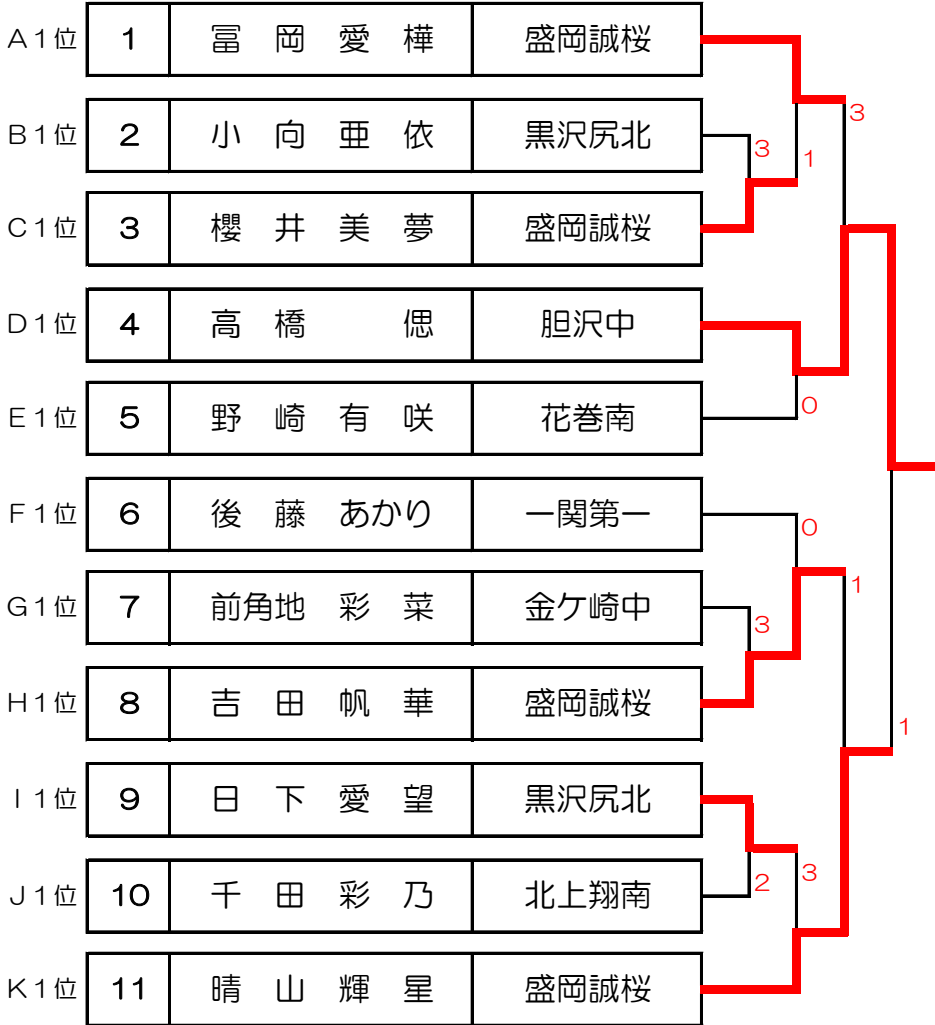 A1位 1 冨岡愛樺 盛岡誠桜
3
B1位 2 小向亜依 黒沢尻北
3 1
C1位 3 櫻井美夢 盛岡誠桜
D1位 4 高橋 偲 胆沢中
0
E1位 5 野崎有咲 花巻南
F1位 6 後藤あかり 一関第一
0
1
G1位 7 前角地彩菜 金ケ崎中
3
H1位 8 吉田帆華 盛岡誠桜
1
I1位 9 日下愛望 黒沢尻北
2 3
J1位 10 千田彩乃 北上翔南
K1位 11 晴山輝星 盛岡誠桜